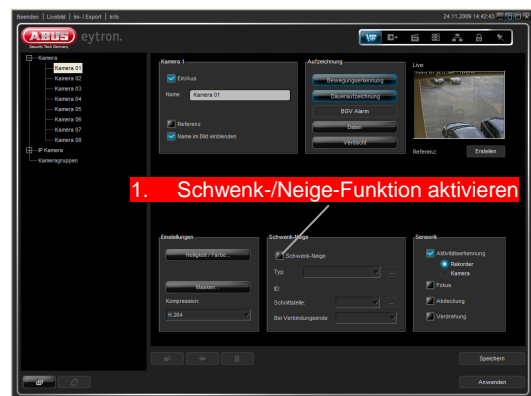 Beenden | Livebild | Im- / Export | Info
24.11.2009 14:42:43
ABUS
Security Tech Germany
eytron.
Kamera
Kamera 01
Kamera 02
Kamera 03
Kamera 04
Kamera 05
Kamera 06
Kamera 07
Kamera 08
IP Kamera
Kameragruppen
Kamera 1
Ein/Aus
Name:
Kamera 01
Referenz
Name im Bild einblenden
Aufzeichnung
Bewegungserkennung
Daueraufzeichnung
BGV Alarm
Daten
Verdacht
Live:
Referenz:
Erstellen
1. Schwenk-/Neige-Funktion aktivieren
Einstellungen
Helligkeit / Farbe...
Masken...
Kompression:
H.264
Schwenk-Neige
Schwenk-Neige
Typ:
...
ID:
Schnittstelle:
...
Bei Verbindungsende
Sensorik
Aktivitätserkennung
Rekorder
Kamera
Fokus
Abdeckung
Verdrehung
Speichern
Anwenden